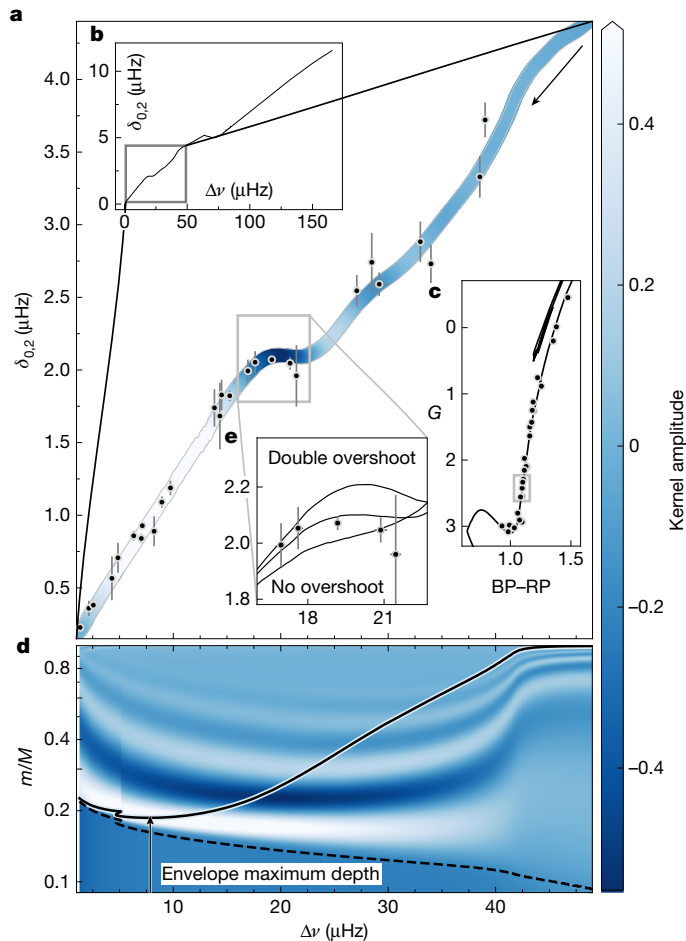 a
b
δ0,2
(μHz)
10
5
0
0
50
100
150
Δν (μHz)
4.0
3.5
3.0
2.5
2.0
1.5
1.0
0.5
δ0,2 (μHz)
c
0
1
2
3
G
1.0
1.5
BP–RP
e
Double overshoot
2.2
2.0
1.8
No overshoot
18
21
0.4
0.2
0
–0.2
–0.4
Kernel amplitude
d
0.8
0.4
0.2
0.1
m/M
Envelope maximum depth
10
20
30
40
Δν (μHz)